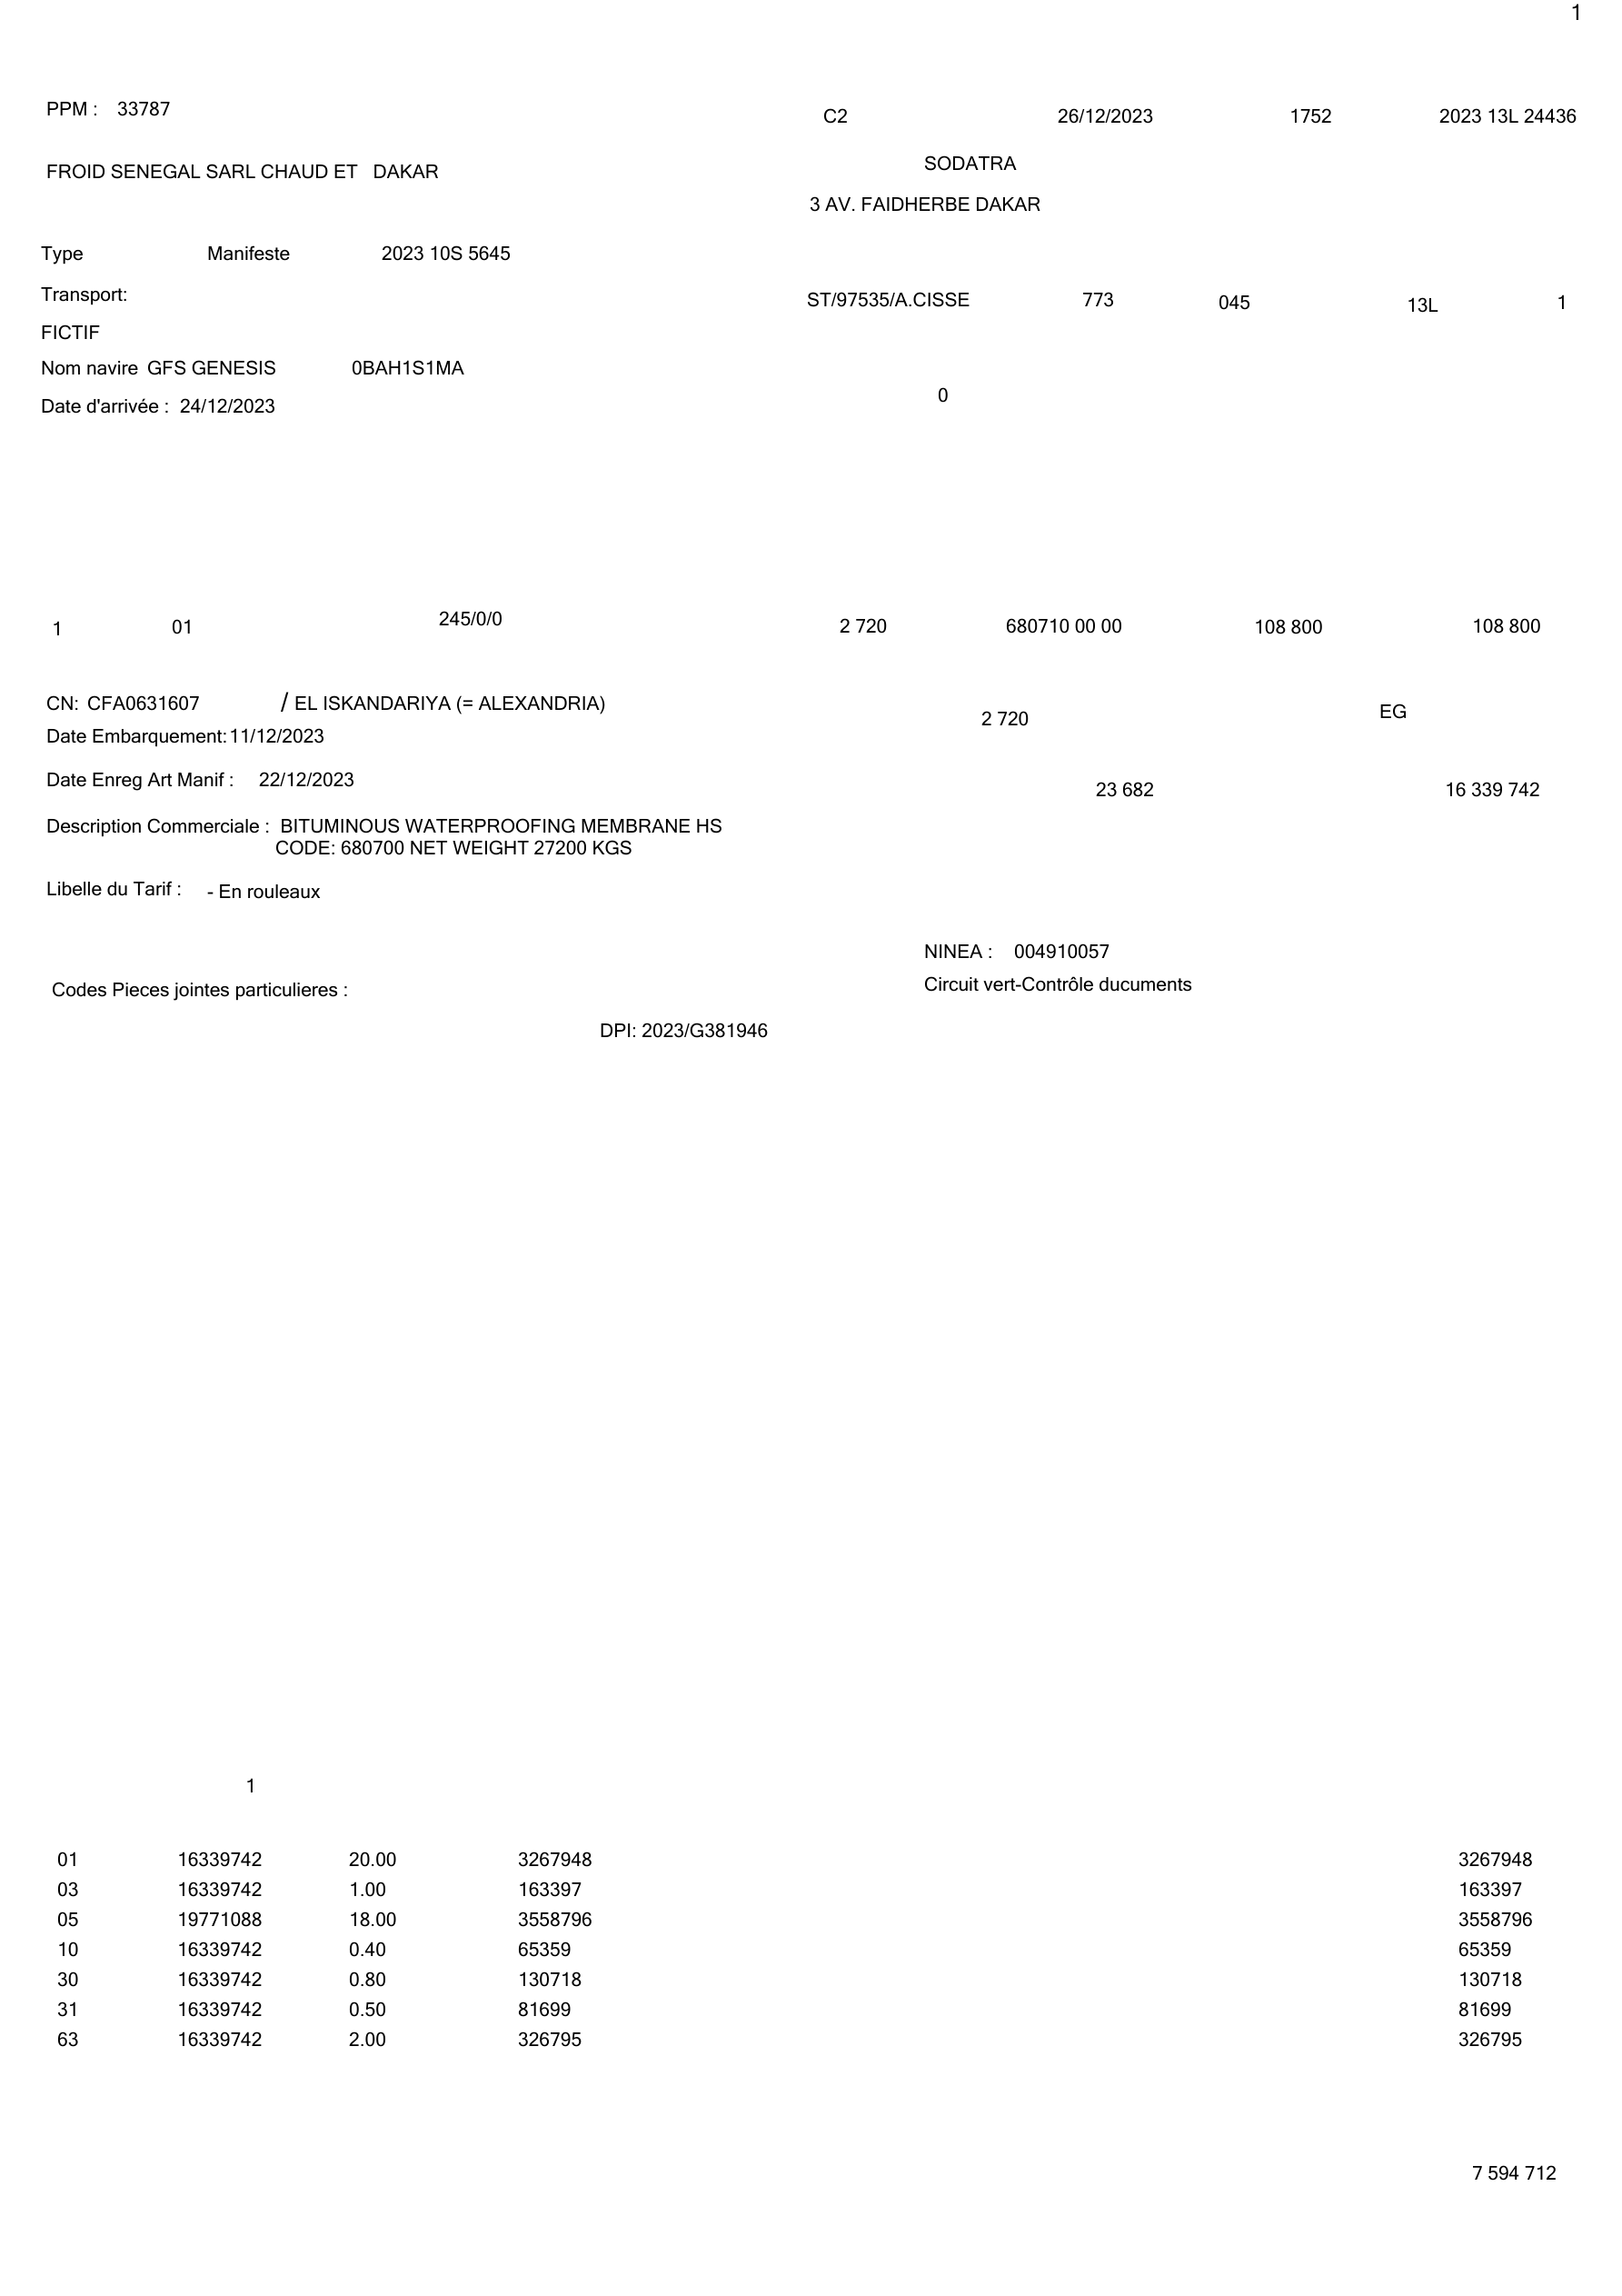 1
PPM : 33787
C2 26/12/2023 1752 2023 13L 24436
FROID SENEGAL SARL CHAUD ET DAKAR
SODATRA
3 AV. FAIDHERBE DAKAR
Type Manifeste 2023 10S 5645
Transport:
ST/97535/A.CISSE 773 045 13L 1
FICTIF
Nom navire GFS GENESIS 0BAH1S1MA
0
Date d'arrivée : 24/12/2023
1 01 245/0/0 2 720 680710 00 00 108 800 108 800
CN: CFA0631607 / EL ISKANDARIYA (= ALEXANDRIA)
2 720 EG
Date Embarquement: 11/12/2023
Date Enreg Art Manif : 22/12/2023
23 682 16 339 742
Description Commerciale : BITUMINOUS WATERPROOFING MEMBRANE HS
CODE: 680700 NET WEIGHT 27200 KGS
Libelle du Tarif : - En rouleaux
NINEA : 004910057
Circuit vert-Contrôle ducuments
Codes Pieces jointes particulieres :
DPI: 2023/G381946
1
01 16339742 20.00 3267948 3267948
03 16339742 1.00 163397 163397
05 19771088 18.00 3558796 3558796
10 16339742 0.40 65359 65359
30 16339742 0.80 130718 130718
31 16339742 0.50 81699 81699
63 16339742 2.00 326795 326795
7 594 712